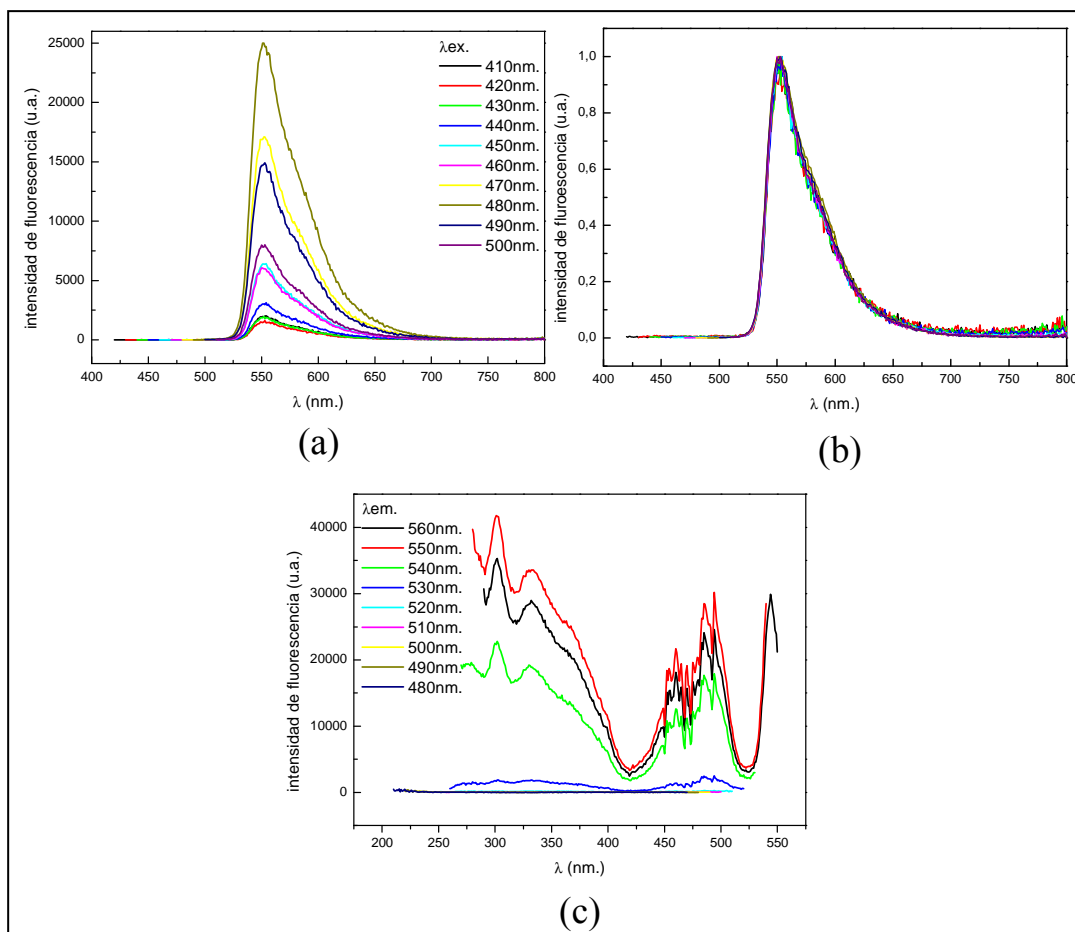 25000
20000
15000
10000
5000
0
intensidad de fluorescencia (u.a.)
400 450 500 550 600 650 700 750 800
λ (nm.)
λex.
410nm.
420nm.
430nm.
440nm.
450nm.
460nm.
470nm.
480nm.
490nm.
500nm.
(a)
1,0
0,8
0,6
0,4
0,2
0,0
intensidad de fluroescencia (u.a.)
400 450 500 550 600 650 700 750 800
λ (nm.)
(b)
40000
30000
20000
10000
0
intensidad de fluorescencia (u.a.)
λem.
560nm.
550nm.
540nm.
530nm.
520nm.
510nm.
500nm.
490nm.
480nm.
200 250 300 350 400 450 500 550
λ (nm.)
(c)